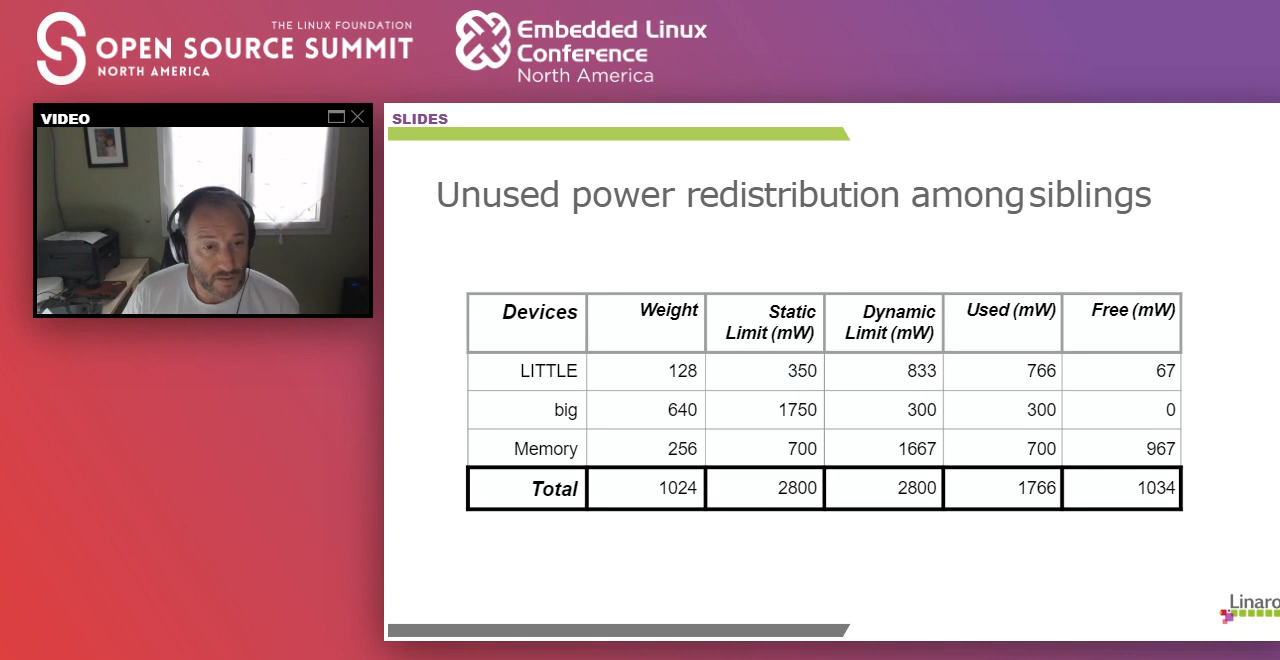 THE LINUX FOUNDATION
OPEN SOURCE SUMMIT
NORTH AMERICA
Embedded Linux
Conference
North America
VIDEO
SLIDES
Unused power redistribution among siblings
Devices Weight Static Limit (mW) Dynamic Limit (mW) Used (mW) Free (mW)
LITTLE 128 350 833 766 67
big 640 1750 300 300 0
Memory 256 700 1667 700 967
Total 1024 2800 2800 1766 1034
Linaro